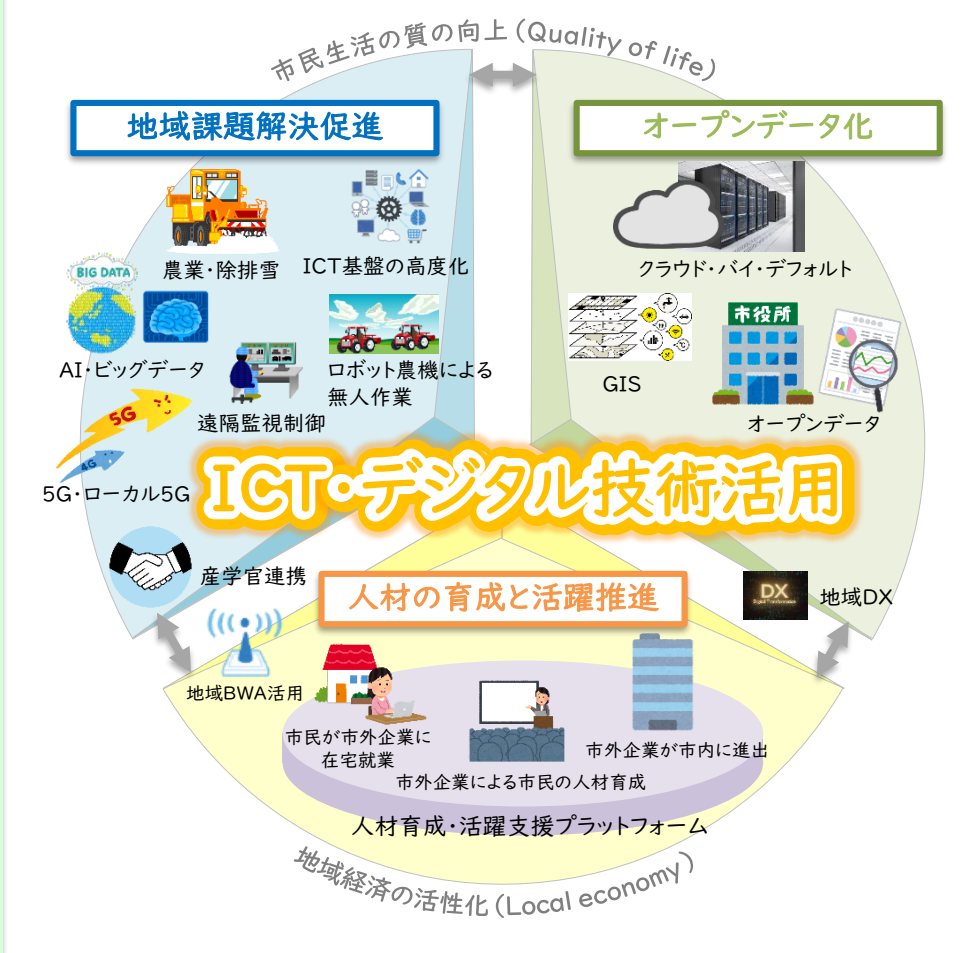 市民生活の質の向上（Quality of life）
地域課題解決促進
オープンデータ化
農業・除排雪
ICT基盤の高度化
クラウド・バイ・デフォルト
BIG DATA
AI・ビッグデータ
遠隔監視制御
ロボット農機による
無人作業
GIS
市役所
オープンデータ
5G
4G
5G・ローカル5G
ICT・デジタル技術活用
産学官連携
人材の育成と活躍推進
DX
Digital Transformation
地域DX
地域BWA活用
市民が市外企業に
在宅就業
市外企業による市民の人材育成
市外企業が市内に進出
人材育成・活躍支援プラットフォーム
地域経済の活性化（Local economy）